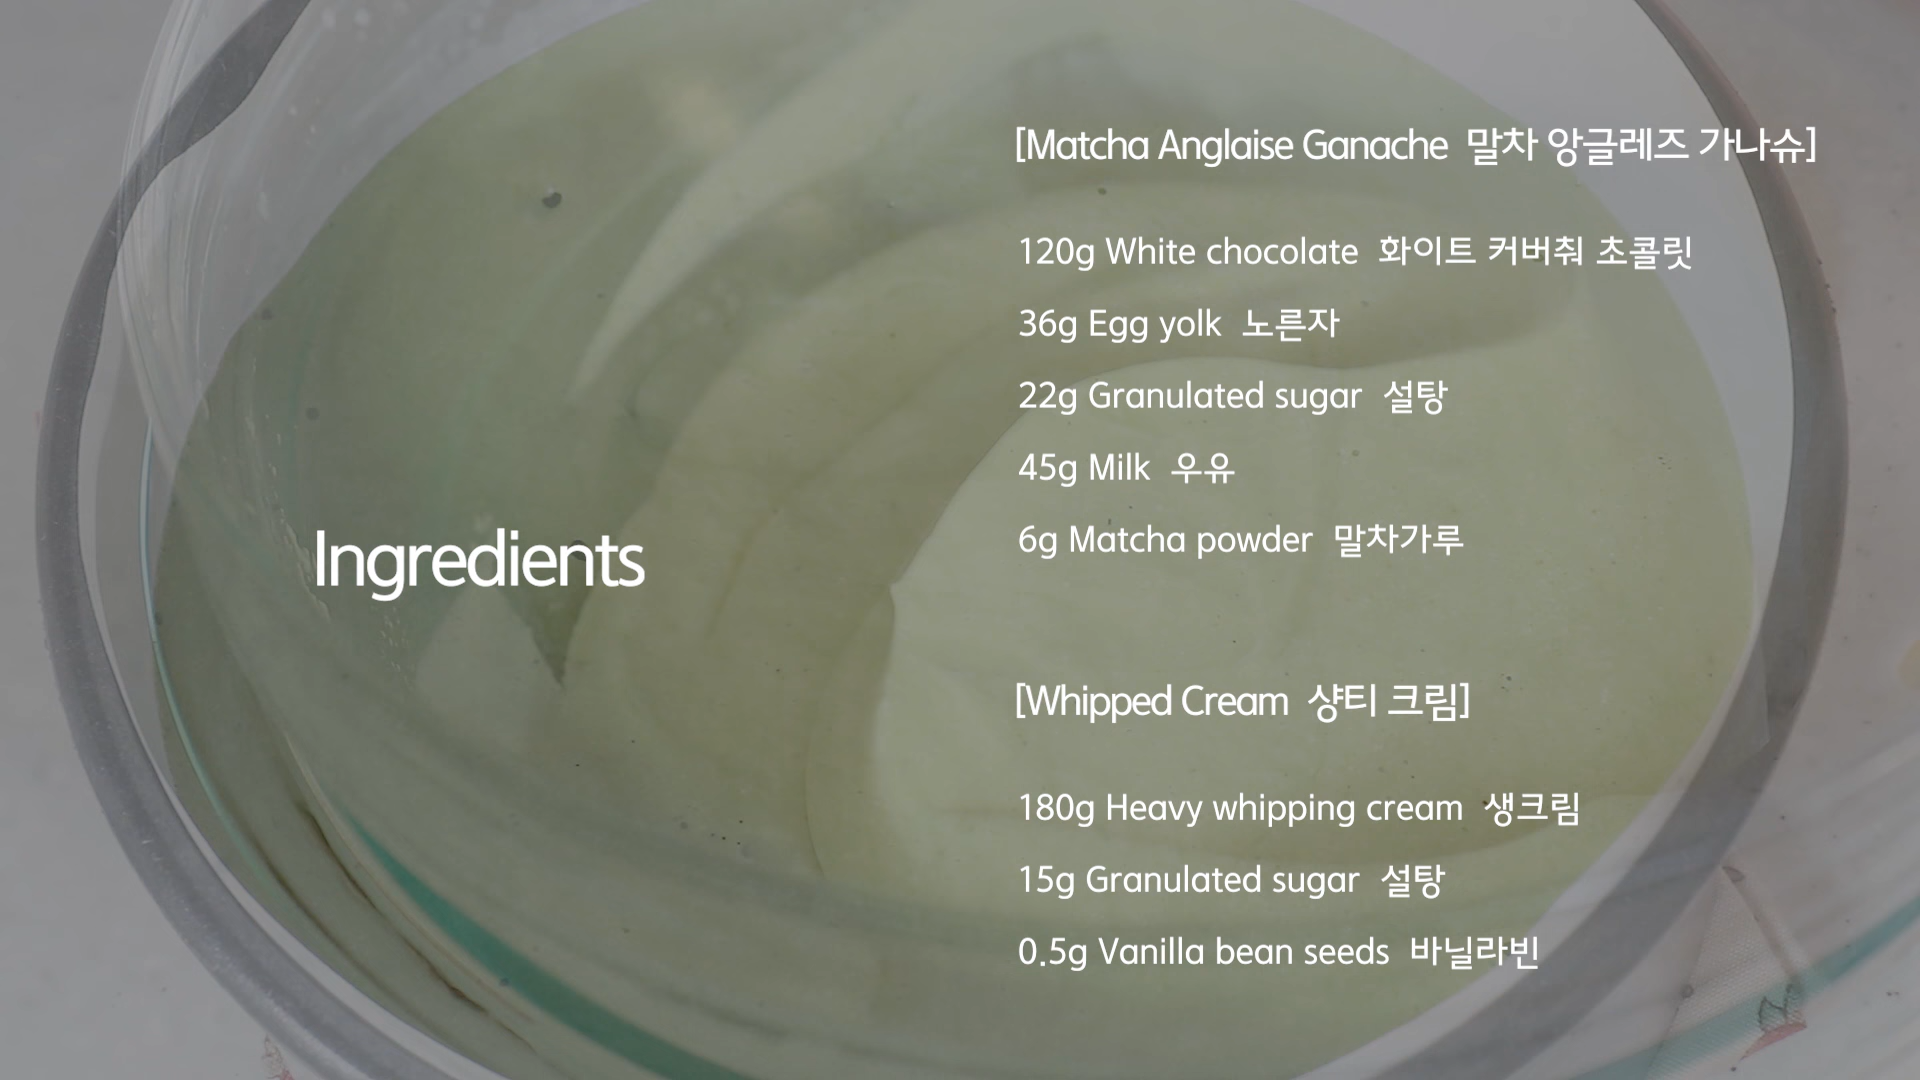 Ingredients
[Matcha Anglaise Ganache 말차 앙글레즈 가나슈]
120g White chocolate 화이트 커버춰 초콜릿
36g Egg yolk 노른자
22g Granulated sugar 설탕
45g Milk 우유
6g Matcha powder 말차가루
[Whipped Cream 샹티 크림]
180g Heavy whipping cream 생크림
15g Granulated sugar 설탕
0.5g Vanilla bean seeds 바닐라빈